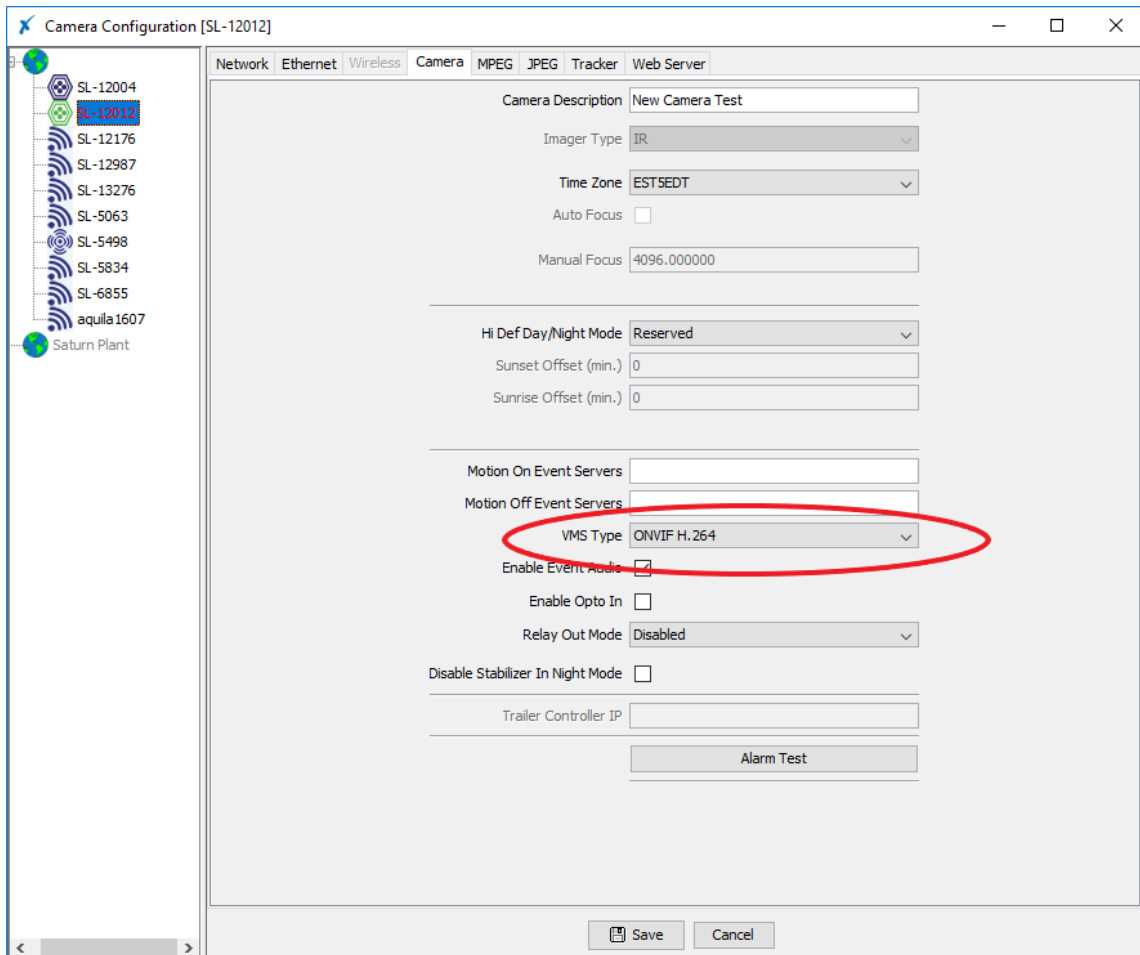 Camera Configuration [SL-12012]
SL-12004
SL-12012
SL-12176
SL-12987
SL-13276
SL-5063
SL-5498
SL-5834
SL-6855
aquila1607
Saturn Plant
Network Ethernet Wireless Camera MPEG JPEG Tracker Web Server
Camera Description New Camera Test
Imager Type IR
Time Zone EST5EDT
Auto Focus
Manual Focus 4096.000000
Hi Def Day/Night Mode Reserved
Sunset Offset (min.) 0
Sunrise Offset (min.) 0
Motion On Event Servers
Motion Off Event Servers
VMS Type ONVIF H.264
Enable Event Audio
Enable Opto In
Relay Out Mode Disabled
Disable Stabilizer In Night Mode
Trailer Controller IP
Alarm Test
Save Cancel